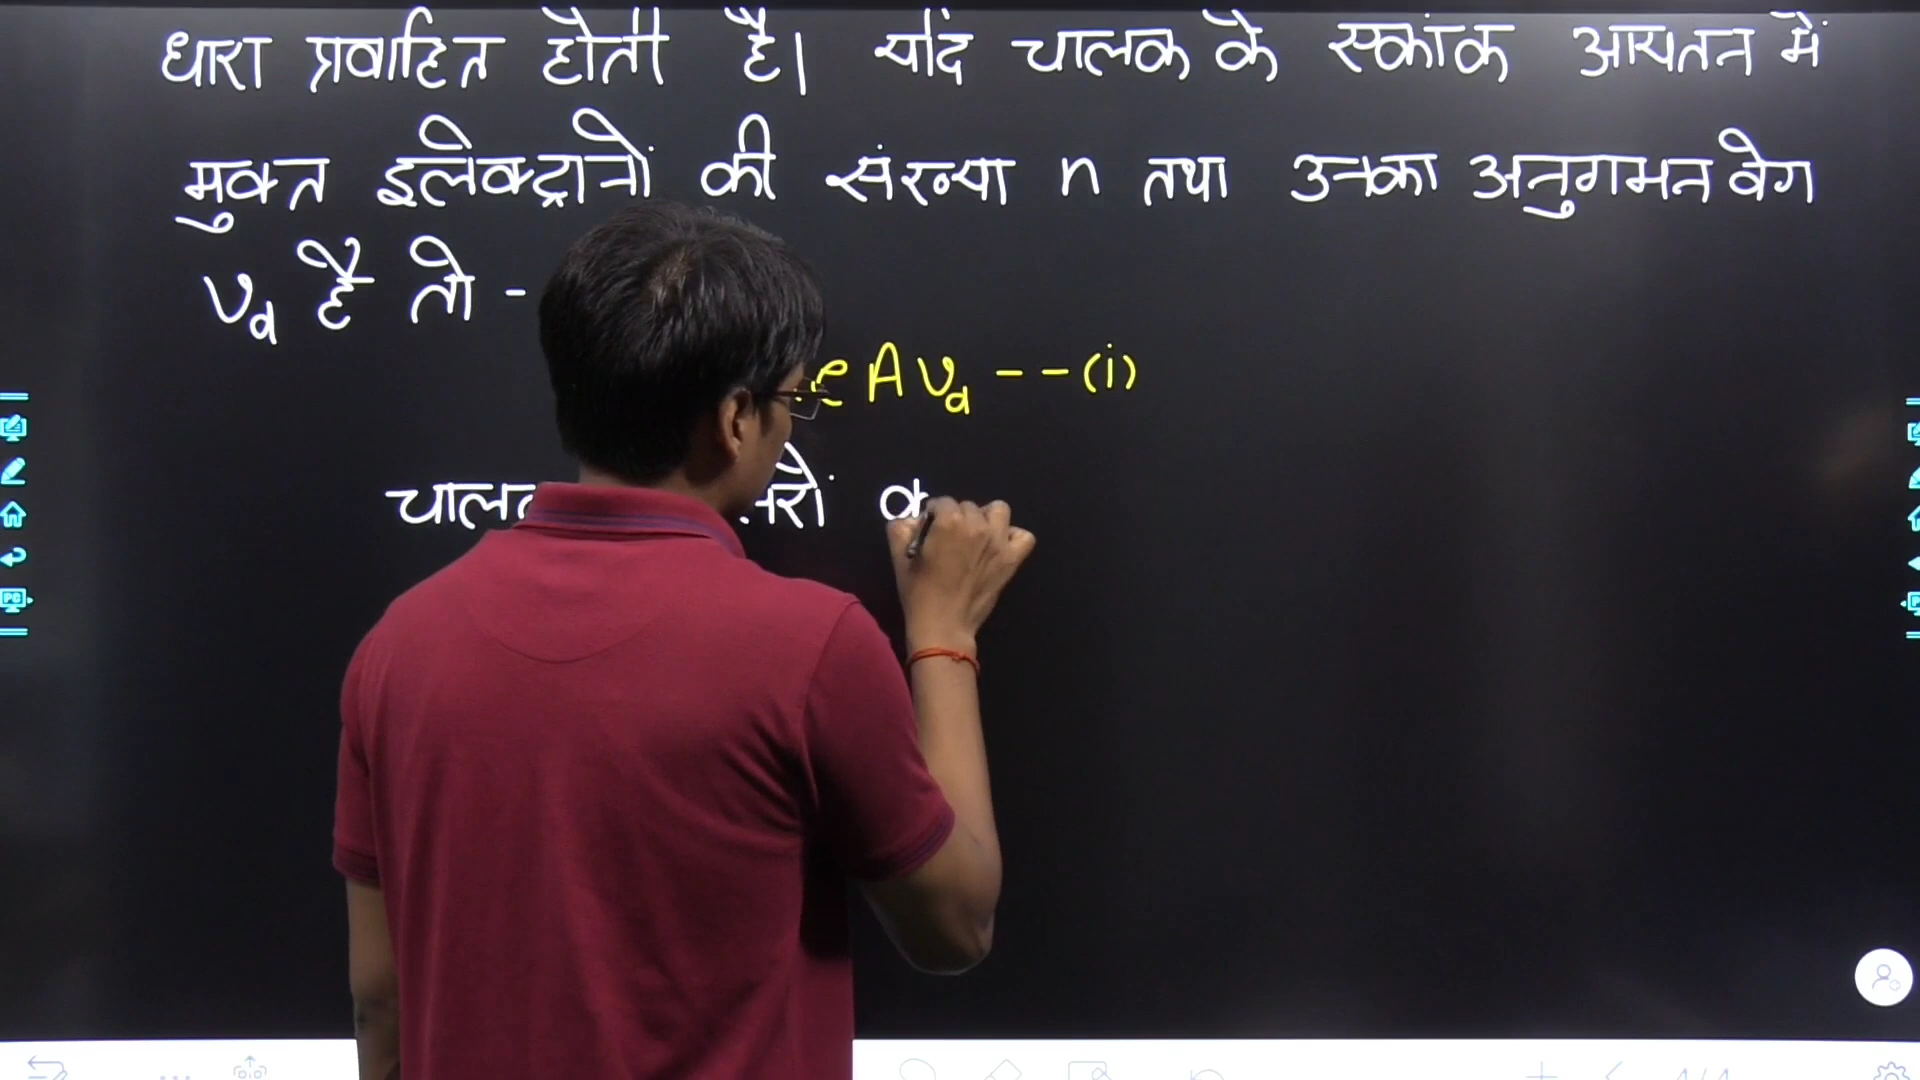 धारा प्रवाहित होती है। यदि चालक के एकांक आयतन में
मुक्त इलेक्ट्रानों की संख्या n तथा उनका अनुगमन वेग
vd है तो -
eAvd -- (i)